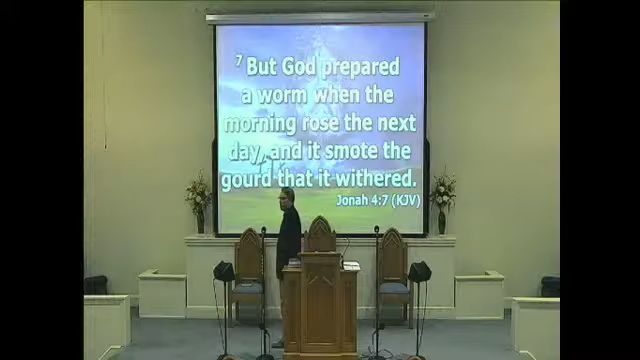 7 But God prepared
a worm when the
morning rose the next
day, and it smote the
gourd that it withered.
Jonah 4:7 (KJV)